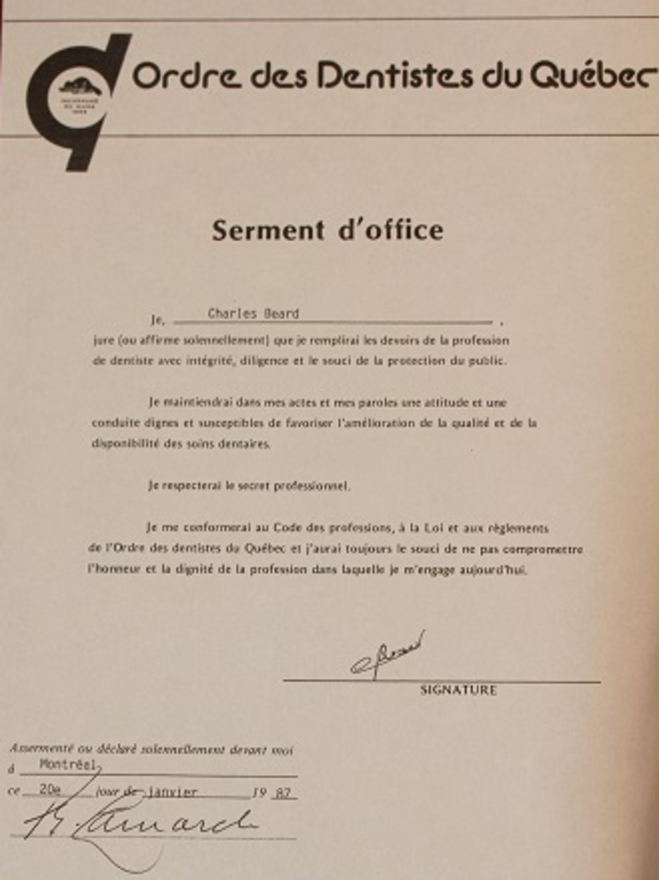 Ordre des Dentistes du Québec
Serment d'office
Je, Charles Beard ,
jure (ou affirme solennellement) que je remplirai les devoirs de la profession
de dentiste avec intégrité, diligence et le souci de la protection du public.
Je maintiendrai dans mes actes et mes paroles une attitude et une
conduite dignes et susceptibles de favoriser l'amélioration de la qualité et de la
disponibilité des soins dentaires.
Je respecterai le secret professionnel.
Je me conformerai au Code des professions, à la Loi et aux règlements
de l'Ordre des dentistes du Québec et j'aurai toujours le souci de ne pas compromettre
l'honneur et la dignité de la profession dans laquelle je m'engage aujourd'hui.
SIGNATURE
Assermenté ou déclaré solennellement devant moi
à Montréal,
ce 20e jour de janvier 19 87